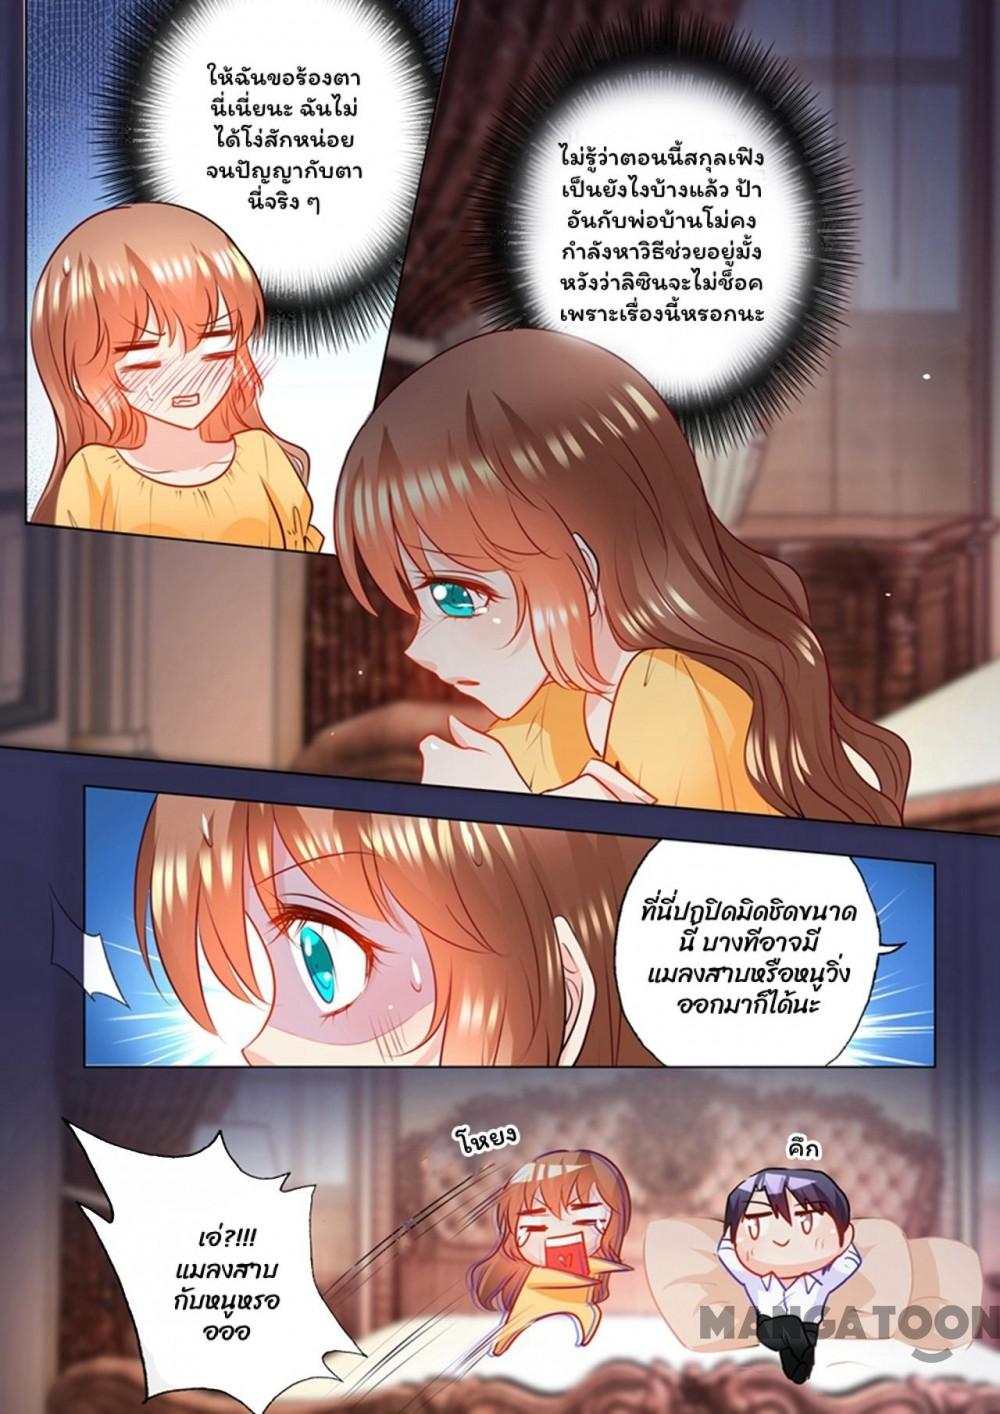 ให้ฉันขอร้องตา
นี่เนี่ยนะ ฉันไม่
ได้โง่สักหน่อย
จนปัญญากับตา
นี่จริง ๆ
ไม่รู้ว่าตอนนี้สกุลเฟิง
เป็นยังไงบ้างแล้ว ป้า
อันกับพ่อบ้านโม่คง
กำลังหาวิธีช่วยอยู่มั้ง
หวังว่าลิซินจะไม่ช็อค
เพราะเรื่องนี้หรอกนะ
ที่นี่ปกปิดมิดชิดขนาด
นี้ บางทีอาจมี
แมลงสาบหรือหนูวิ่ง
ออกมาก็ได้นะ
โหยง
คึก
เอ่?!!!
แมลงสาบ
กับหนูหรอ
อออ
MANGATOON